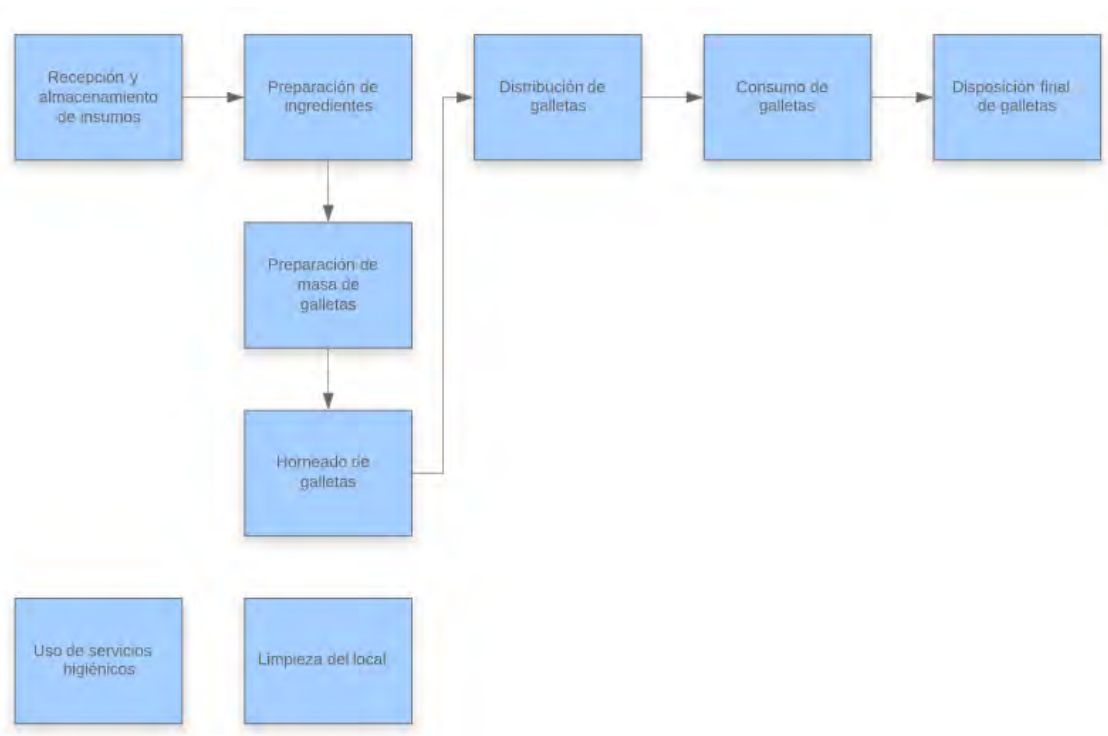 Recepción y
almacenamiento
de insumos
Preparación de
ingredientes
Distribución de
galletas
Consumo de
galletas
Disposición final
de galletas
Preparación de
masa de
galletas
Horneado de
galletas
Uso de servicios
higiénicos
Limpieza del local